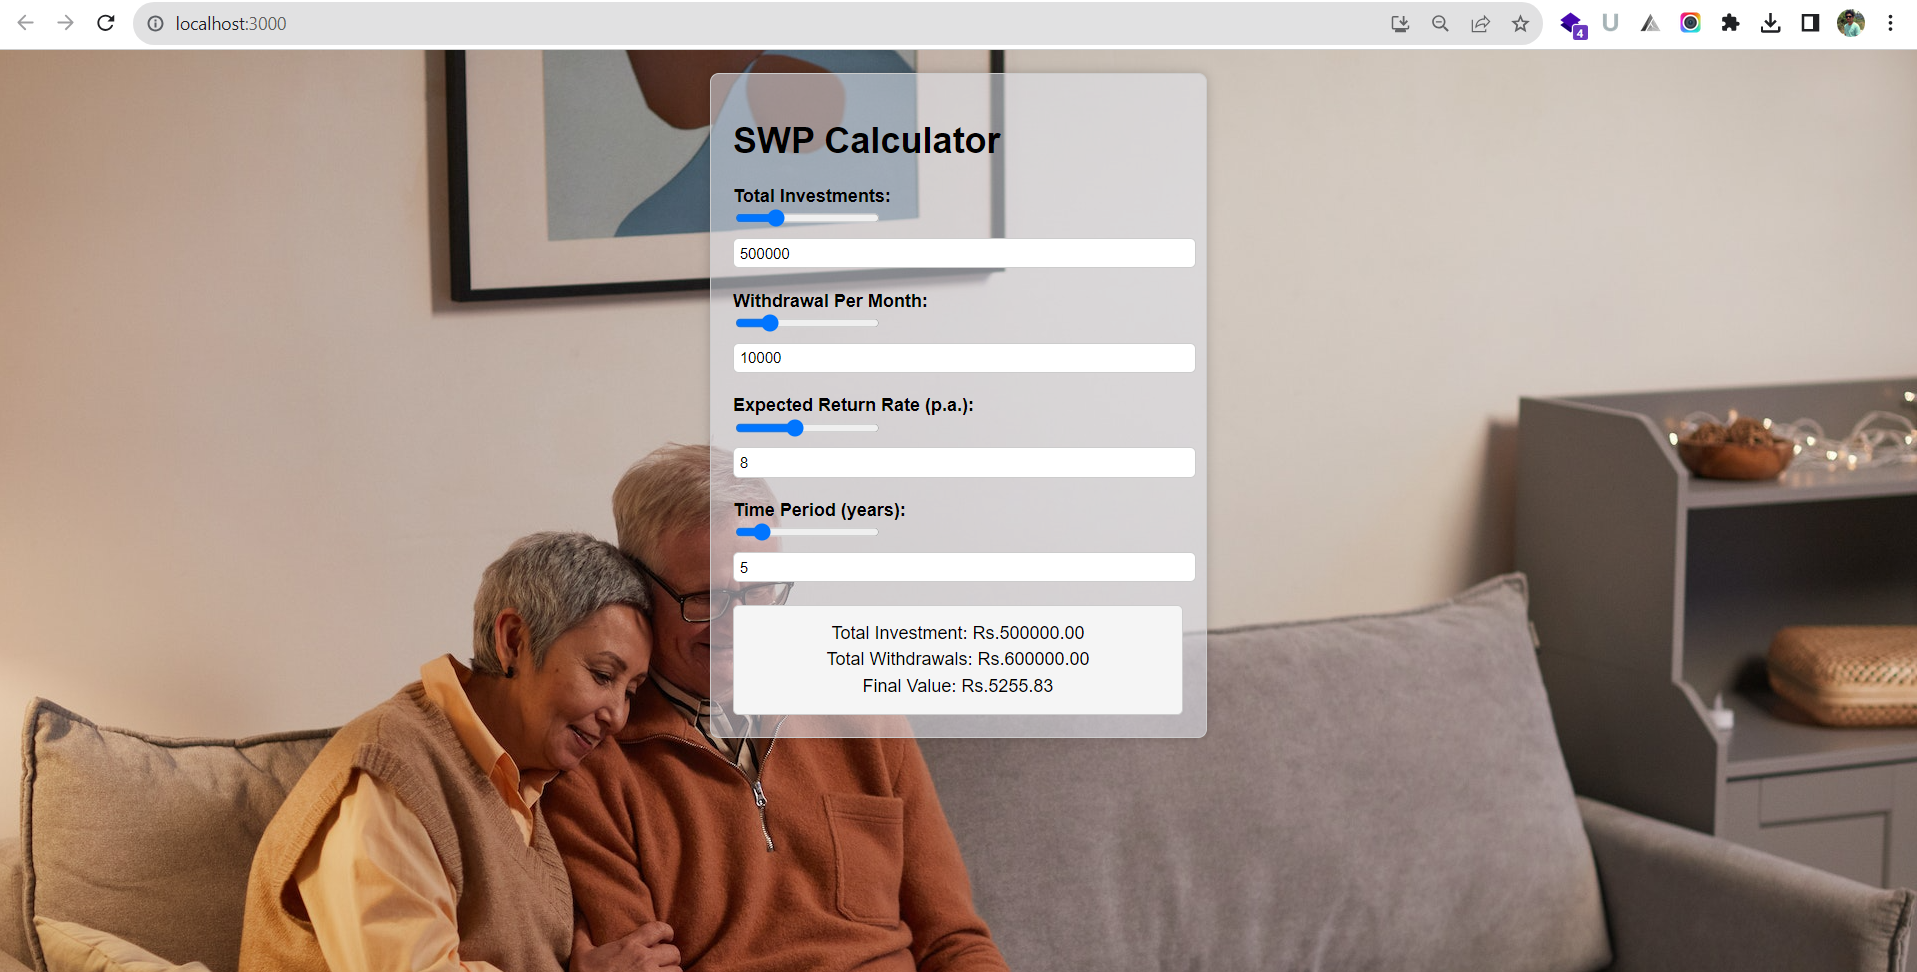 localhost:3000
4
U
SWP Calculator
Total Investments:
500000
Withdrawal Per Month:
10000
Expected Return Rate (p.a.):
8
Time Period (years):
5
Total Investment: Rs.500000.00
Total Withdrawals: Rs.600000.00
Final Value: Rs.5255.83